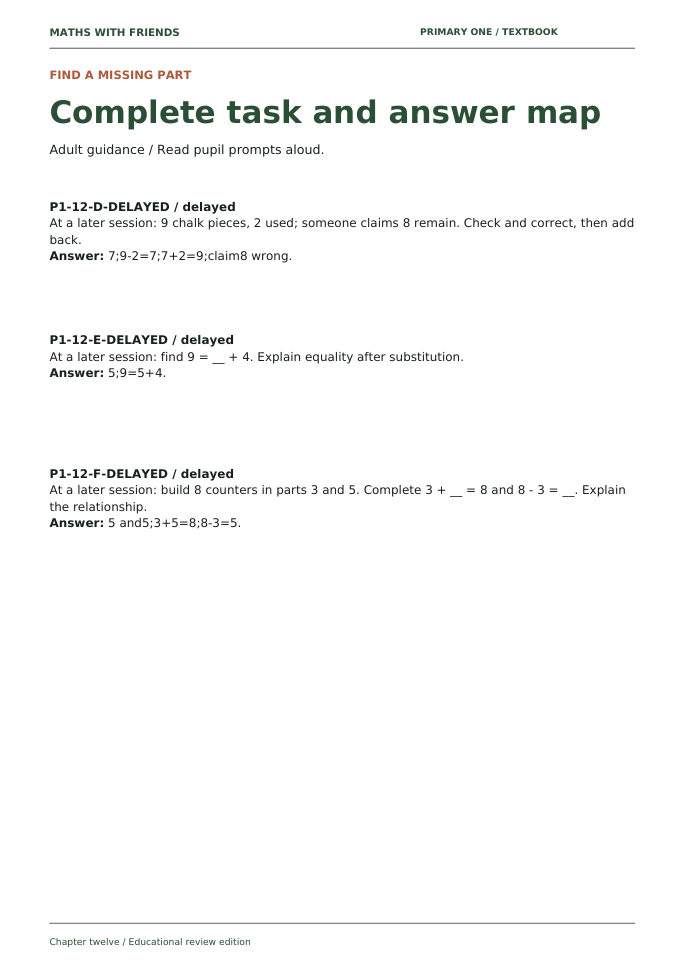 MATHS WITH FRIENDS
PRIMARY ONE / TEXTBOOK
FIND A MISSING PART
Complete task and answer map
Adult guidance / Read pupil prompts aloud.
P1-12-D-DELAYED / delayed
At a later session: 9 chalk pieces, 2 used; someone claims 8 remain. Check and correct, then add
back.
Answer: 7;9-2=7;7+2=9;claim8 wrong.
P1-12-E-DELAYED / delayed
At a later session: find 9 = __ + 4. Explain equality after substitution.
Answer: 5;9=5+4.
P1-12-F-DELAYED / delayed
At a later session: build 8 counters in parts 3 and 5. Complete 3 + __ = 8 and 8 - 3 = __. Explain
the relationship.
Answer: 5 and5;3+5=8;8-3=5.
Chapter twelve / Educational review edition